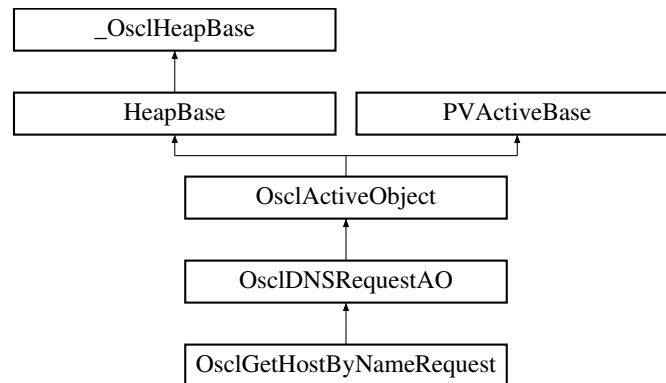 _OsclHeapBase
HeapBase
PVActiveBase
OsclActiveObject
OsclDNSRequestAO
OsclGetHostByNameRequest